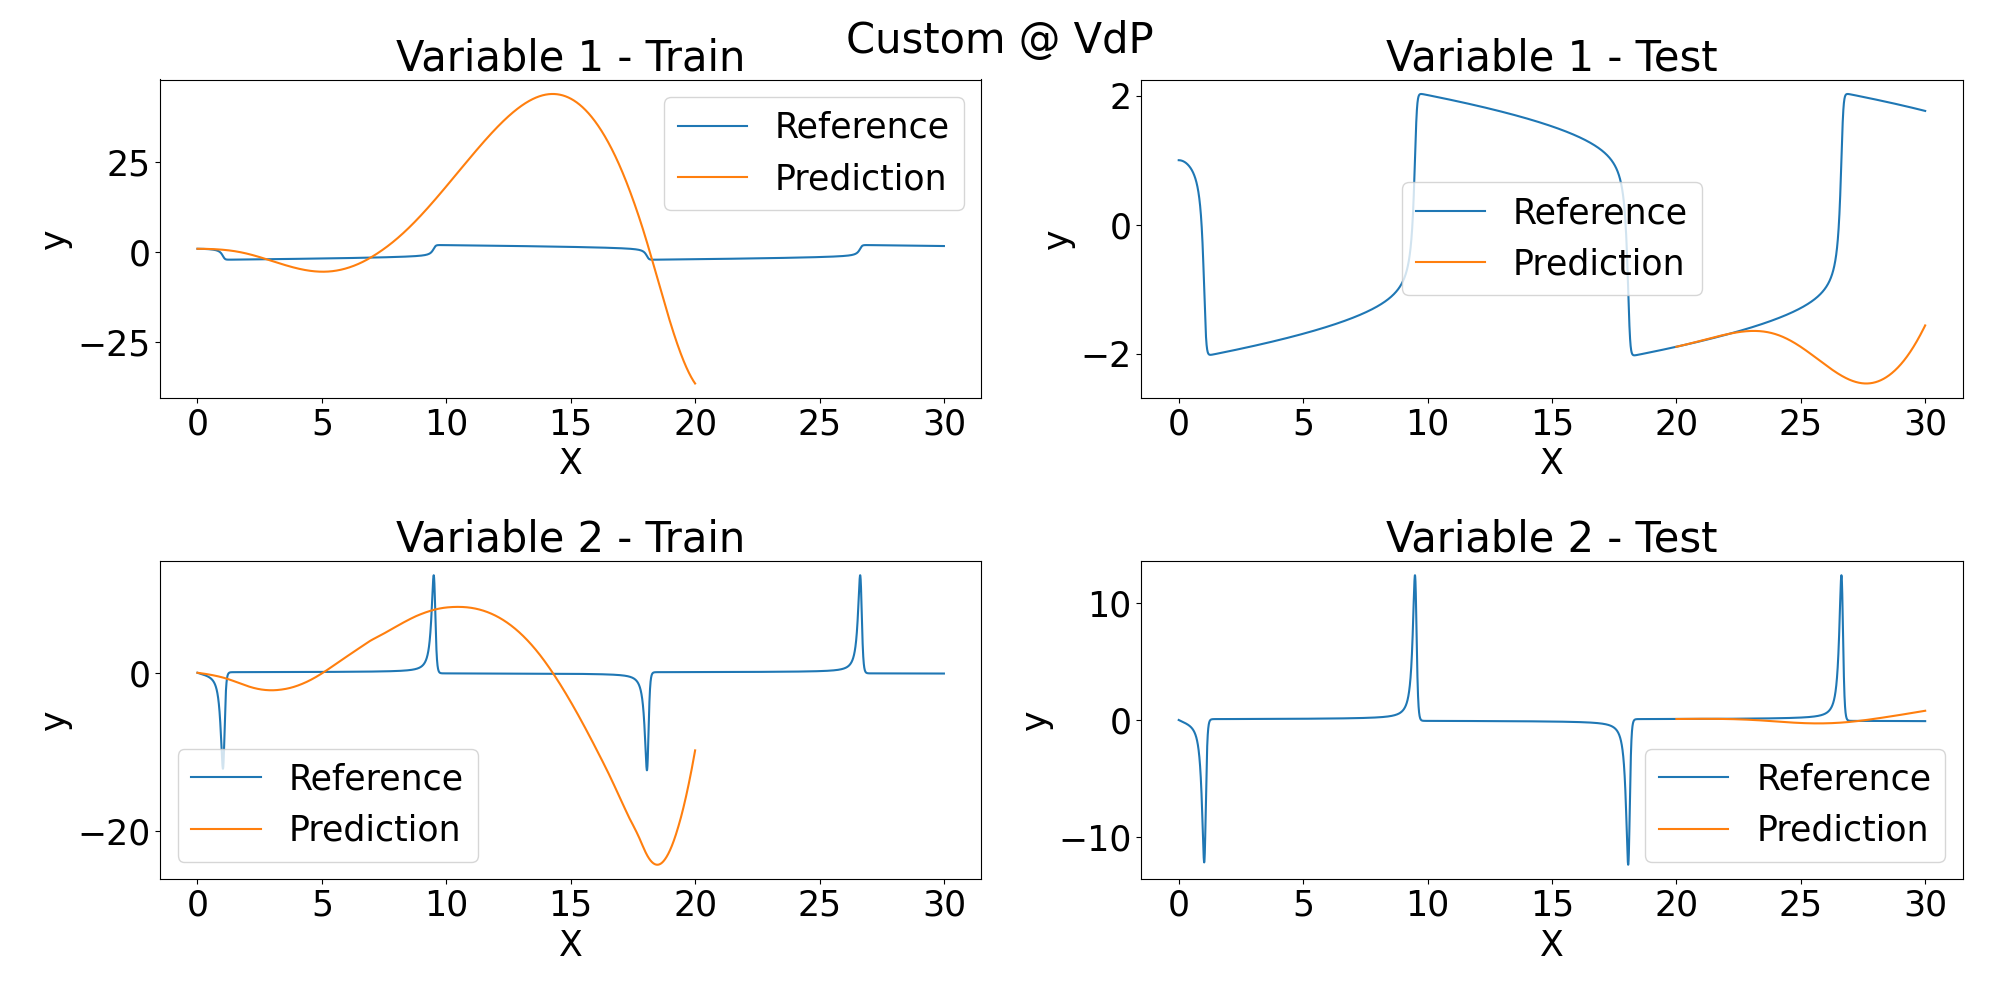 Custom @ VdP
Variable 1 - Train
25
0
−25
y
0 5 10 15 20 25 30
X
Reference
Prediction
Variable 1 - Test
2
0
−2
y
0 5 10 15 20 25 30
X
Reference
Prediction
Variable 2 - Train
0
−20
y
0 5 10 15 20 25 30
X
Reference
Prediction
Variable 2 - Test
10
0
−10
y
0 5 10 15 20 25 30
X
Reference
Prediction